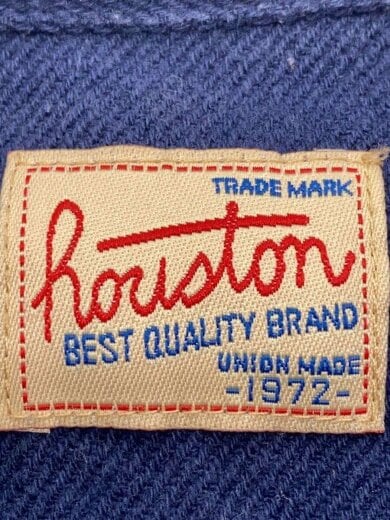 TRADE MARK
houston
BEST QUALITY BRAND
UNION MADE
-1972-